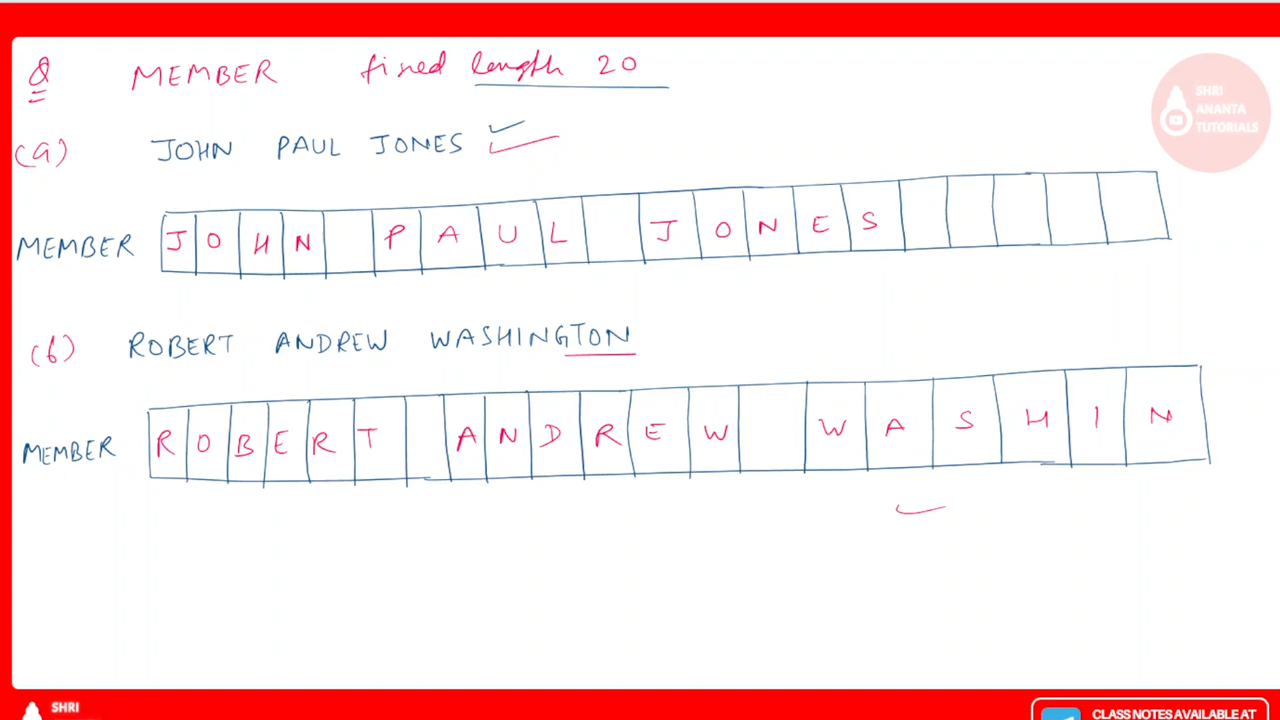 Q MEMBER fixed length 20
SHRI
ANANTA
TUTORIALS
(a) JOHN PAUL JONES
MEMBER J O H N P A U L J O N E S
(b) ROBERT ANDREW WASHINGTON
MEMBER R O B E R T A N D R E W W A S H I N
SHRI
CLASS NOTES AVAILABLE AT